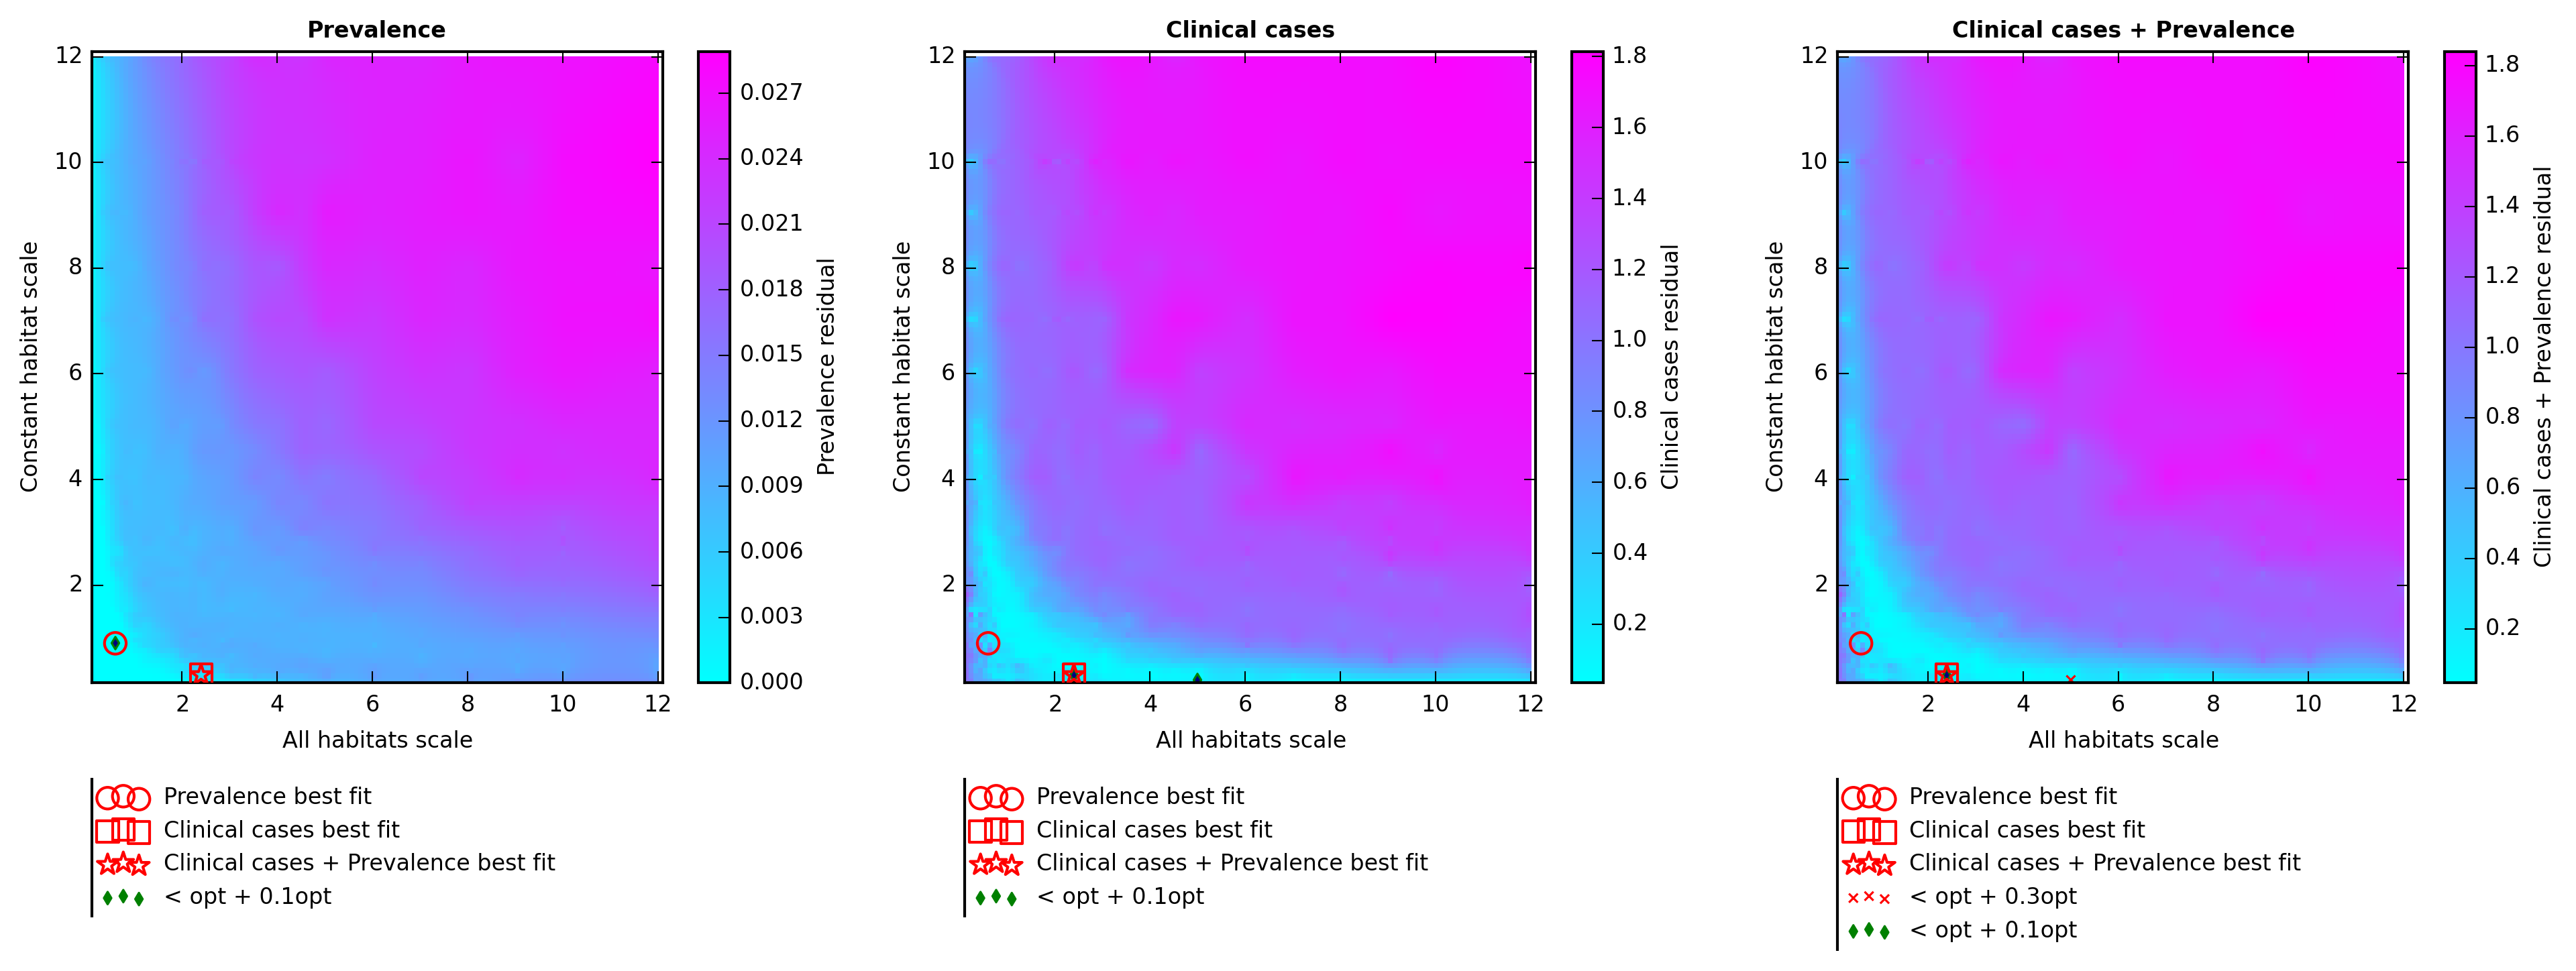 Prevalence
12
10
8
6
4
2
2 4 6 8 10 12
Constant habitat scale
All habitats scale
0.027
0.024
0.021
0.018
0.015
0.012
0.009
0.006
0.003
0.000
Prevalence residual
Prevalence best fit
Clinical cases best fit
Clinical cases + Prevalence best fit
< opt + 0.1opt
Clinical cases
12
10
8
6
4
2
2 4 6 8 10 12
Constant habitat scale
All habitats scale
1.8
1.6
1.4
1.2
1.0
0.8
0.6
0.4
0.2
Clinical cases residual
Prevalence best fit
Clinical cases best fit
Clinical cases + Prevalence best fit
< opt + 0.1opt
Clinical cases + Prevalence
12
10
8
6
4
2
2 4 6 8 10 12
Constant habitat scale
All habitats scale
1.8
1.6
1.4
1.2
1.0
0.8
0.6
0.4
0.2
Clinical cases + Prevalence residual
Prevalence best fit
Clinical cases best fit
Clinical cases + Prevalence best fit
< opt + 0.3opt
< opt + 0.1opt